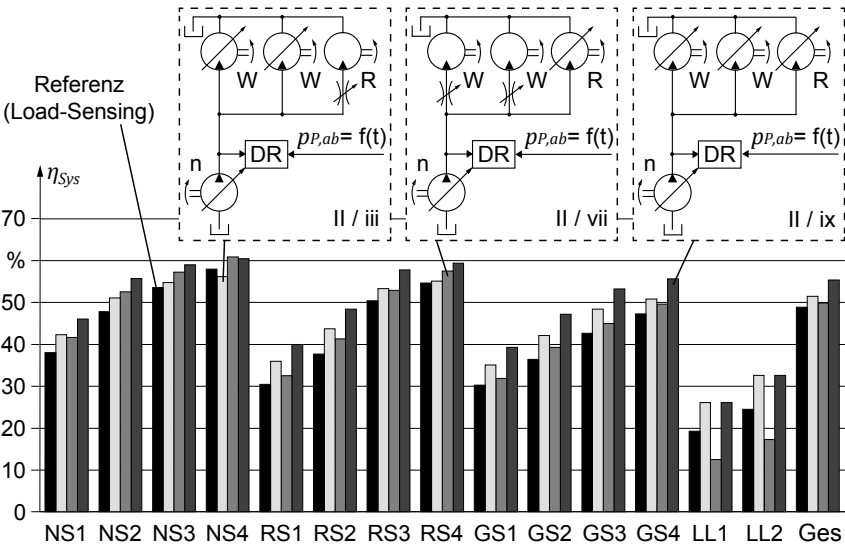 Referenz
(Load-Sensing)
W W R
pP,ab= f(t)
n DR
II / iii
W W R
pP,ab= f(t)
n DR
II / vii
W W R
pP,ab= f(t)
n DR
II / ix
ηSys
70
%
50
40
30
20
10
0
NS1 NS2 NS3 NS4 RS1 RS2 RS3 RS4 GS1 GS2 GS3 GS4 LL1 LL2 Ges